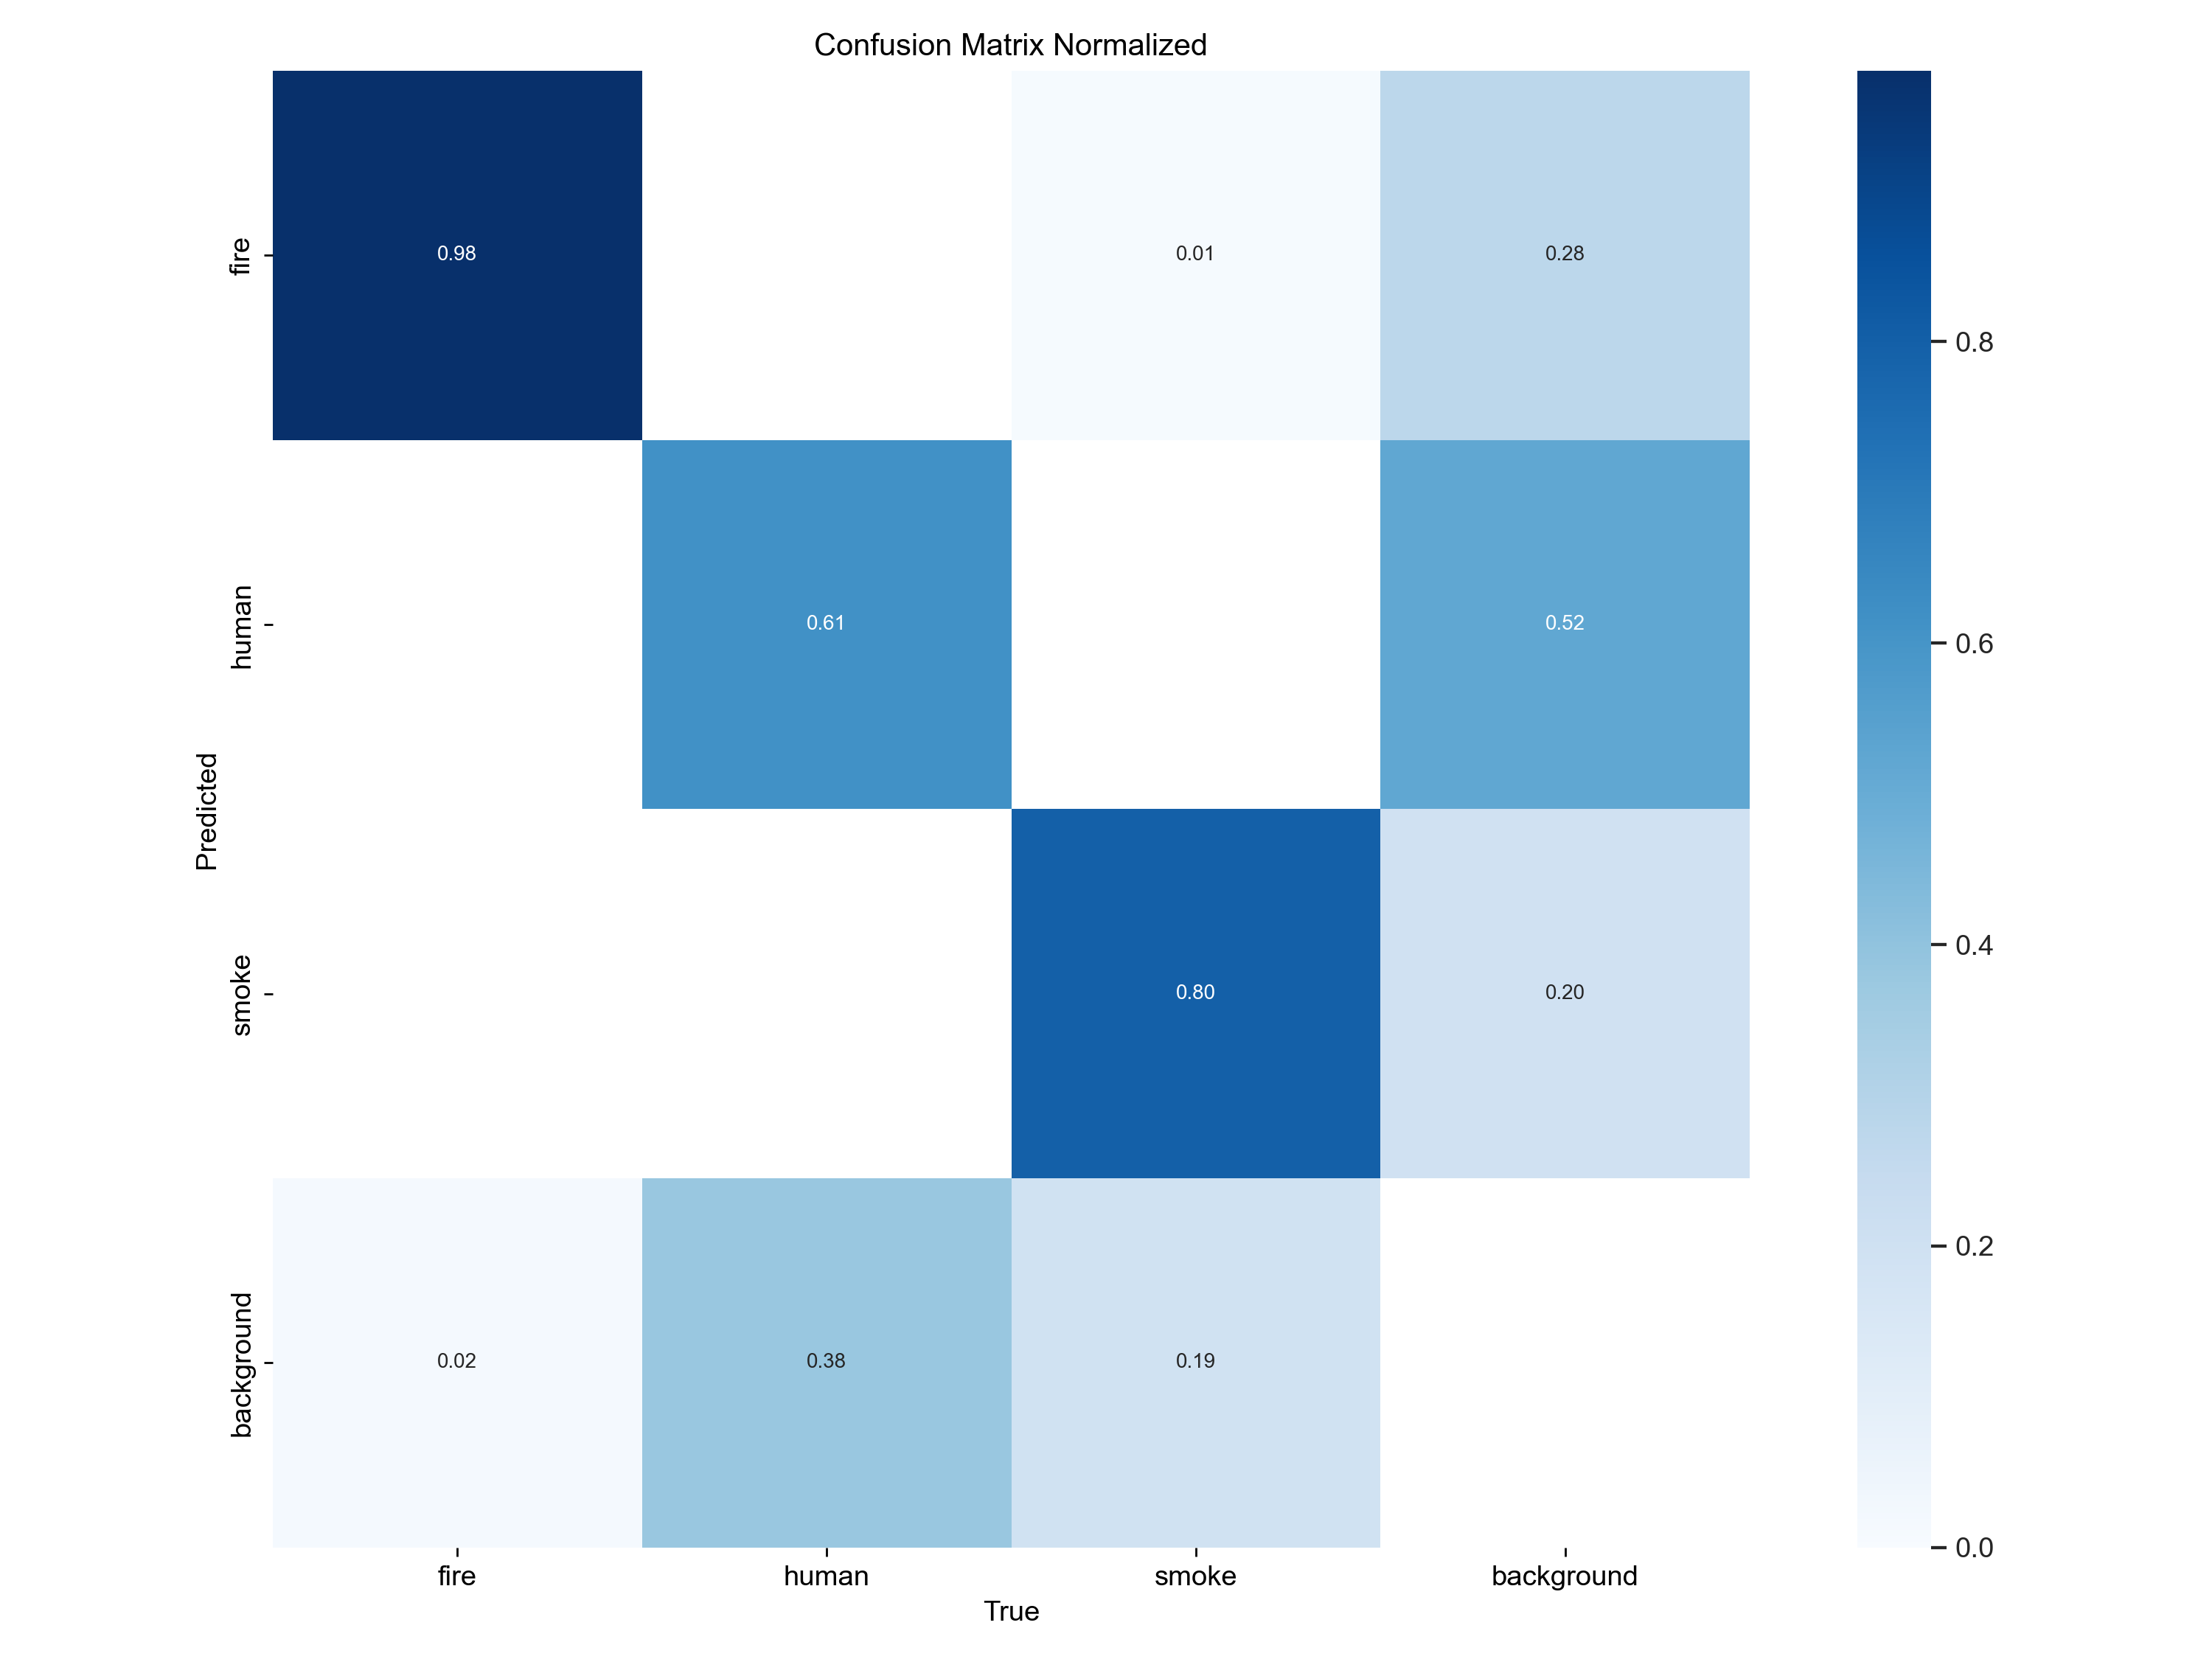 Confusion Matrix Normalized
fire
0.98
0.01
0.28
0.8
human
0.61
0.52
0.6
Predicted
smoke
0.80
0.20
0.4
background
0.02
0.38
0.19
0.2
0.0
fire
human
smoke
background
True